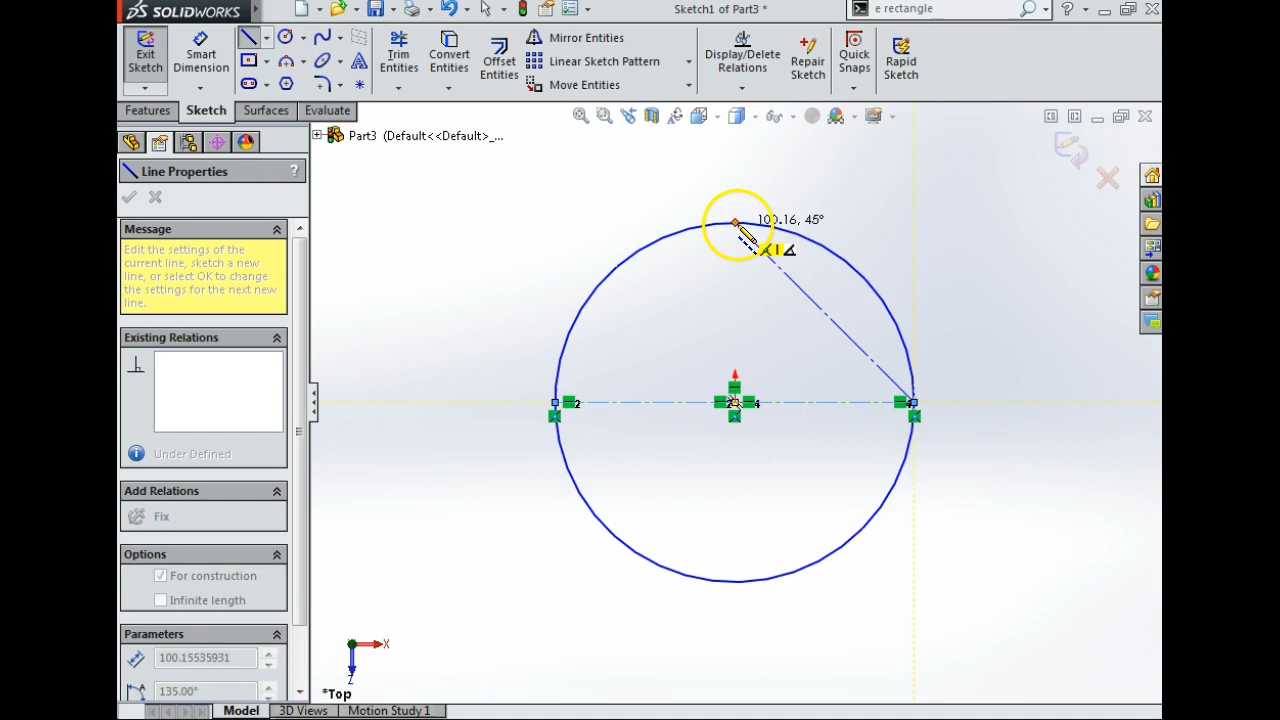 SOLIDWORKS
Sketch1 of Part3 *
e rectangle
Exit Sketch
Smart Dimension
Trim Entities
Convert Entities
Offset Entities
Mirror Entities
Linear Sketch Pattern
Move Entities
Display/Delete Relations
Repair Sketch
Quick Snaps
Rapid Sketch
Features
Sketch
Surfaces
Evaluate
Part3 (Default<<Default>_...
Line Properties
?
Message
Edit the settings of the
current line, sketch a new
line, or select OK to change
the settings for the next new
line.
Existing Relations
Under Defined
Add Relations
Fix
Options
For construction
Infinite length
Parameters
100.15535931
135.00°
100.16, 45°
2
2
4
4
X
Z
*Top
Model
3D Views
Motion Study 1